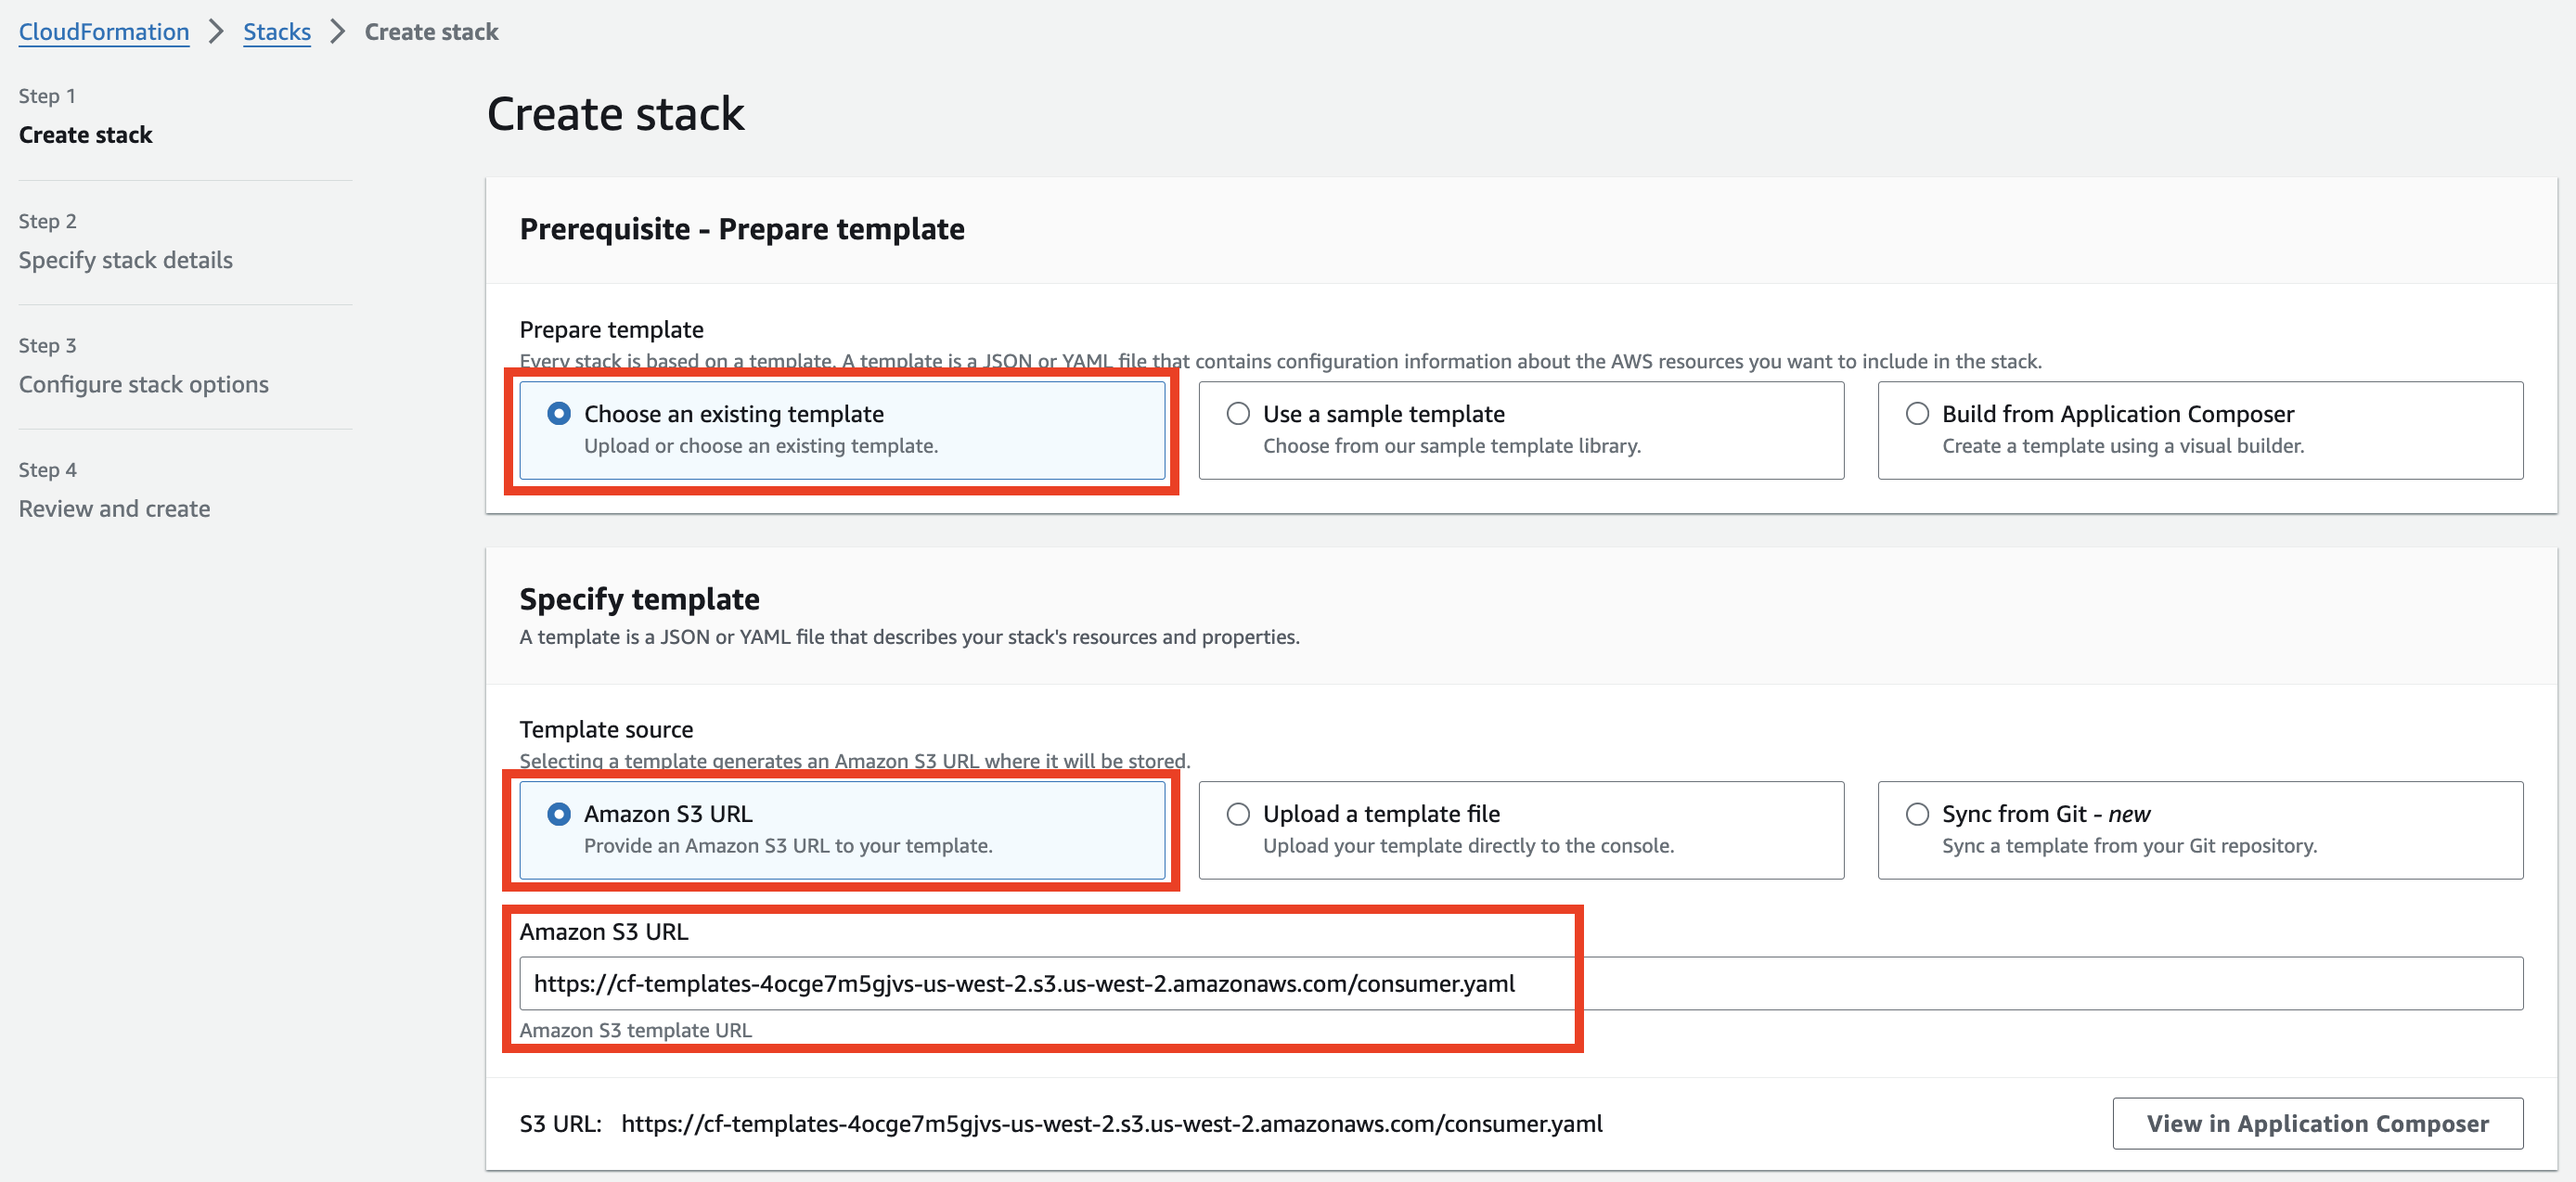 CloudFormation > Stacks > Create stack
Step 1
Create stack
Step 2
Specify stack details
Step 3
Configure stack options
Step 4
Review and create
Create stack
Prerequisite - Prepare template
Prepare template
Every stack is based on a template. A template is a JSON or YAML file that contains configuration information about the AWS resources you want to include in the stack.
Choose an existing template
Upload or choose an existing template.
Use a sample template
Choose from our sample template library.
Build from Application Composer
Create a template using a visual builder.
Specify template
A template is a JSON or YAML file that describes your stack's resources and properties.
Template source
Selecting a template generates an Amazon S3 URL where it will be stored.
Amazon S3 URL
Provide an Amazon S3 URL to your template.
Upload a template file
Upload your template directly to the console.
Sync from Git - new
Sync a template from your Git repository.
Amazon S3 URL
https://cf-templates-4ocge7m5gjvs-us-west-2.s3.us-west-2.amazonaws.com/consumer.yaml
Amazon S3 template URL
S3 URL: https://cf-templates-4ocge7m5gjvs-us-west-2.s3.us-west-2.amazonaws.com/consumer.yaml
View in Application Composer